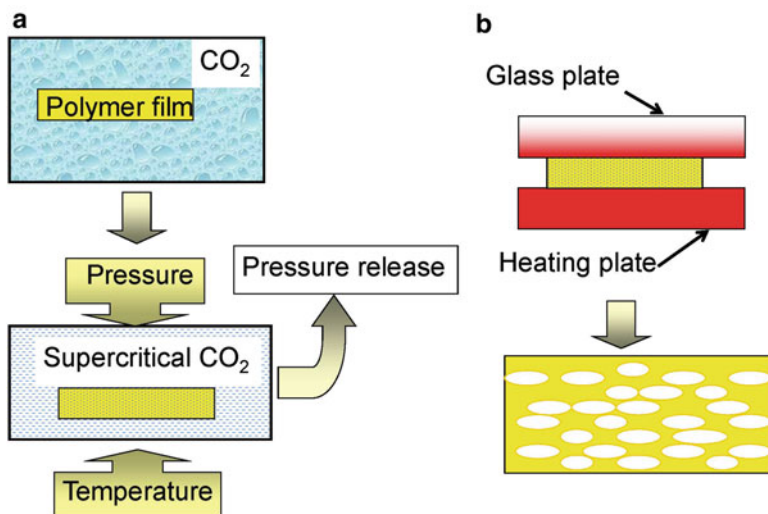 a
CO₂
Polymer film
Pressure
Pressure release
Supercritical CO₂
Temperature
b
Glass plate
Heating plate